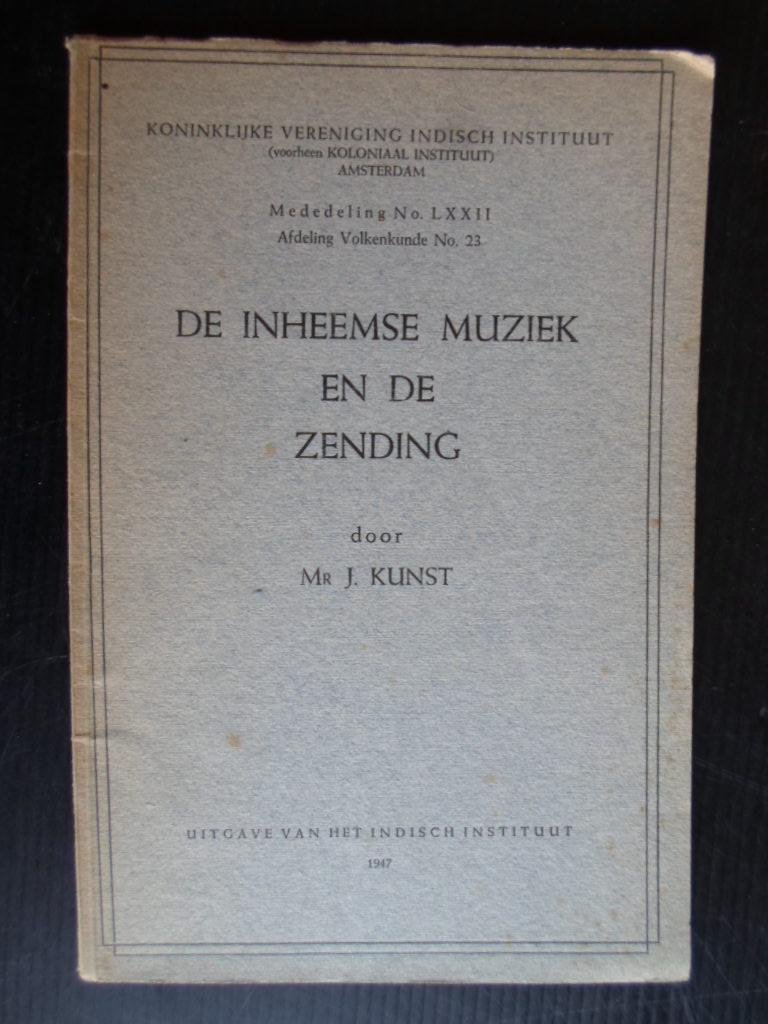 KONINKLIJKE VERENIGING INDISCH INSTITUUT
(voorheen KOLONIAAL INSTITUUT)
AMSTERDAM
Mededeling No. LXXII
Afdeling Volkenkunde No. 23
DE INHEEMSE MUZIEK
EN DE
ZENDING
door
MR J. KUNST
UITGAVE VAN HET INDISCH INSTITUUT
1947